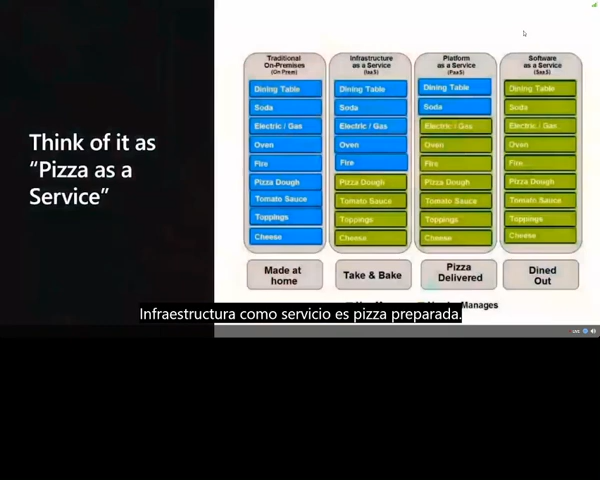 Think of it as
“Pizza as a
Service”
Traditional
On-Premises
(On Prem)
Dining Table
Soda
Electric / Gas
Oven
Fire
Pizza Dough
Tomato Sauce
Toppings
Cheese
Made at
home
Infrastructure
as a Service
(IaaS)
Dining Table
Soda
Electric / Gas
Oven
Fire
Pizza Dough
Tomato Sauce
Toppings
Cheese
Take & Bake
Platform
as a Service
(PaaS)
Dining Table
Soda
Electric / Gas
Oven
Fire
Pizza Dough
Tomato Sauce
Toppings
Cheese
Pizza
Delivered
Software
as a Service
(SaaS)
Dining Table
Soda
Electric / Gas
Oven
Fire
Pizza Dough
Tomato Sauce
Toppings
Cheese
Dined
Out
Manages
Infraestructura como servicio es pizza preparada.